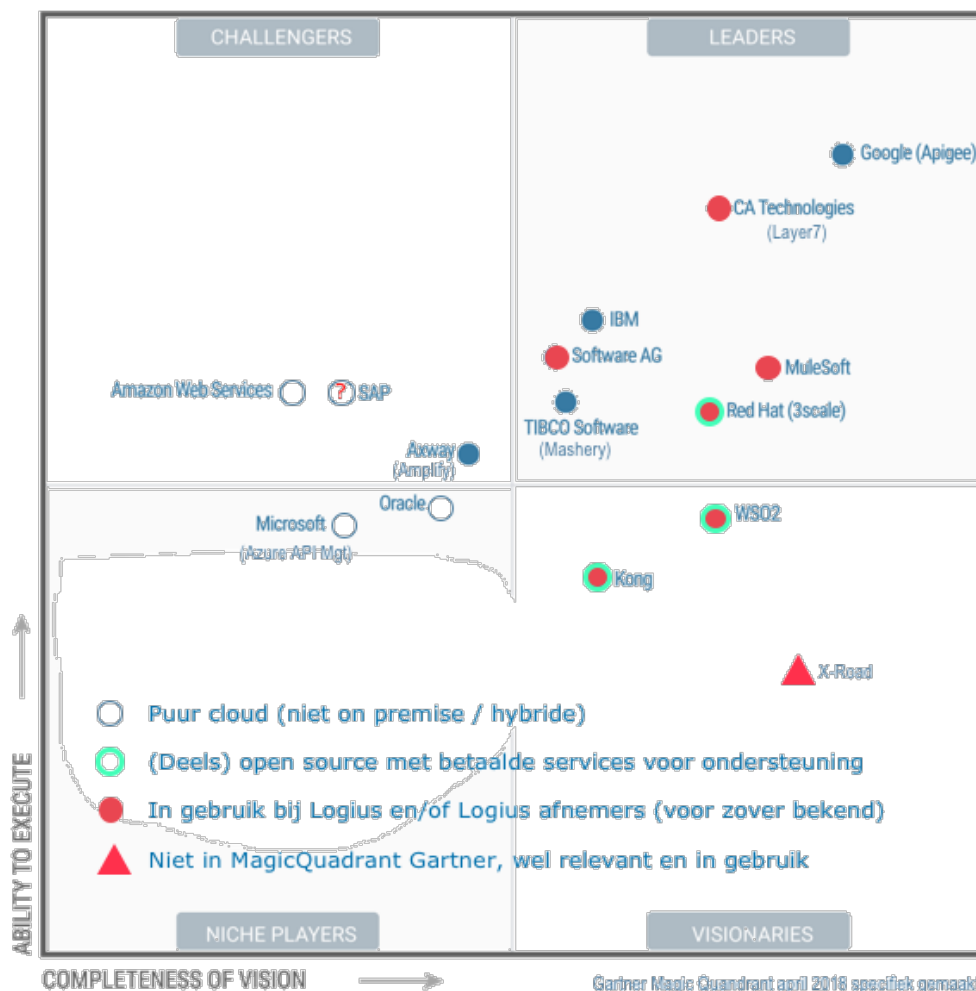 CHALLENGERS
LEADERS
Google (Apigee)
CA Technologies
(Layer7)
IBM
Software AG
MuleSoft
Amazon Web Services
? SAP
Red Hat (3scale)
TIBCO Software
(Mashery)
Axway
(Amplify)
Oracle
WSO2
Microsoft
(Azure API Mgt)
Kong
X-Road
Puur cloud (niet on premise / hybride)
(Deels) open source met betaalde services voor ondersteuning
In gebruik bij Logius en/of Logius afnemers (voor zover bekend)
Niet in MagicQuadrant Gartner, wel relevant en in gebruik
ABILITY TO EXECUTE
NICHE PLAYERS
VISIONARIES
COMPLETENESS OF VISION
Gartner Magic Quandrant april 2018 specifiek gemaakt